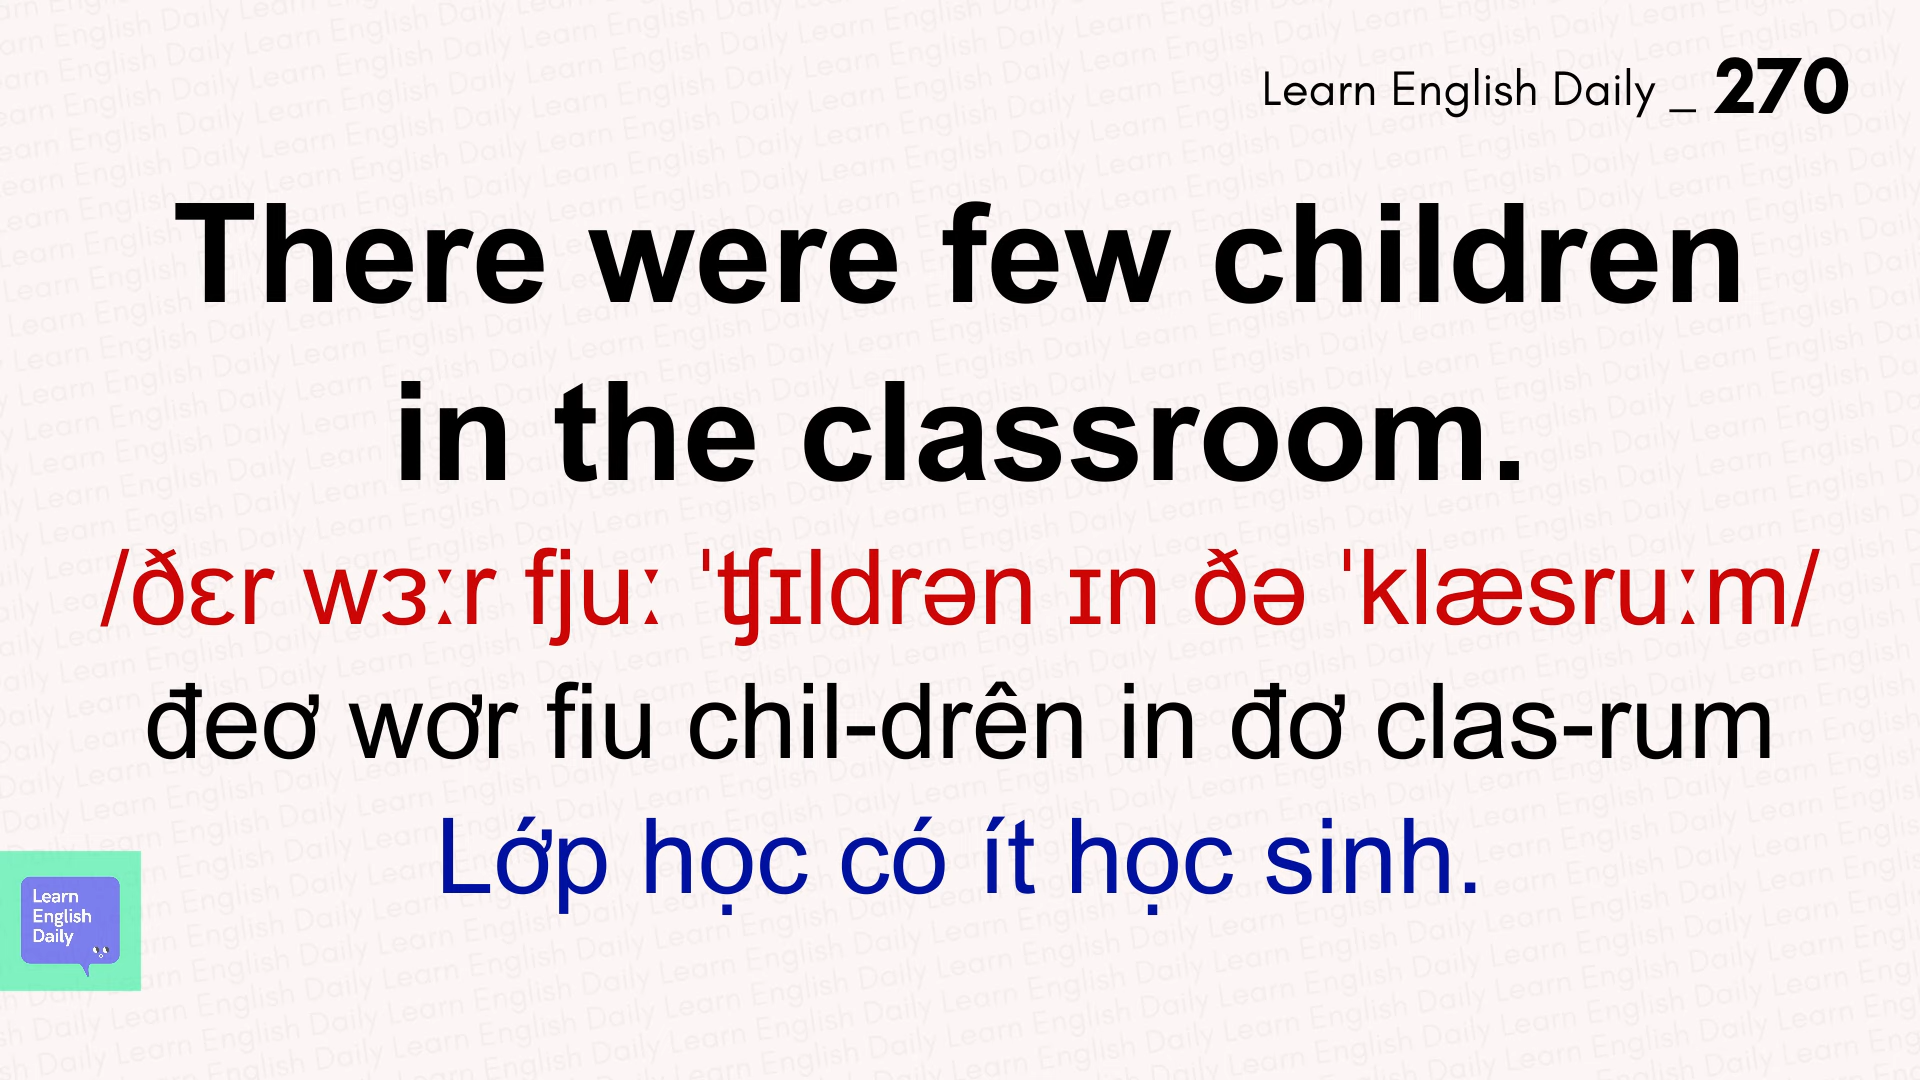 Learn English Daily _ 270
There were few children
in the classroom.
/ðɛr wɜːr fjuː ˈʧɪldrən ɪn ðə ˈklæsruːm/
đeơ wơr fiu chil-drên in đơ clas-rum
Lớp học có ít học sinh.
Learn
English
Daily